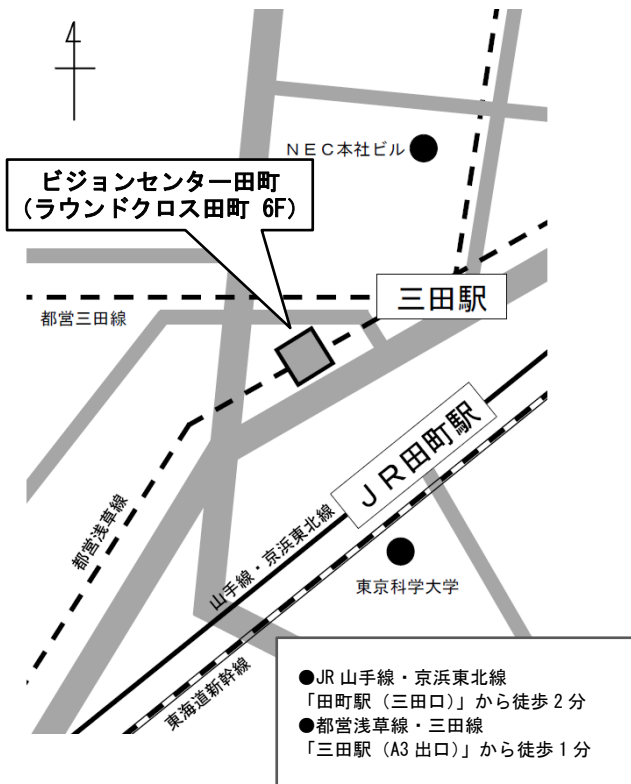 4
NEC本社ビル
ビジョンセンター田町
(ラウンドクロス田町 6F)
三田駅
都営三田線
JR田町駅
都営浅草線
山手線・京浜東北線
東京科学大学
東海道新幹線
●JR 山手線・京浜東北線
「田町駅(三田口)」から徒歩2分
●都営浅草線・三田線
「三田駅(A3 出口)」から徒歩1分